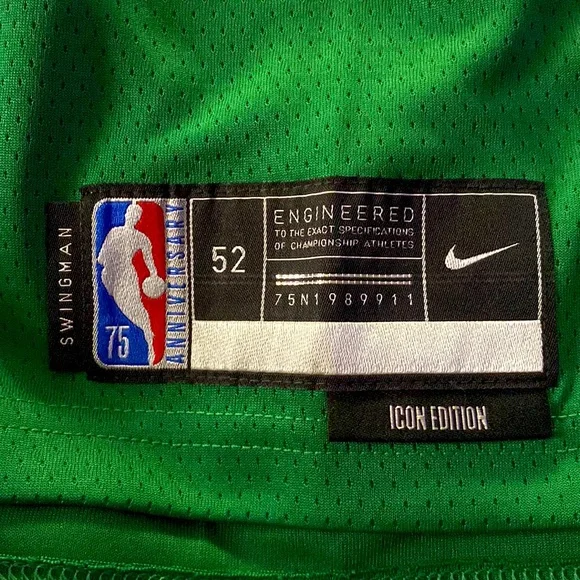 SWINGMAN
75
ANNIVERSARY
52
ENGINEERED
TO THE EXACT SPECIFICATIONS
OF CHAMPIONSHIP ATHLETES
75N1989911
ICON EDITION